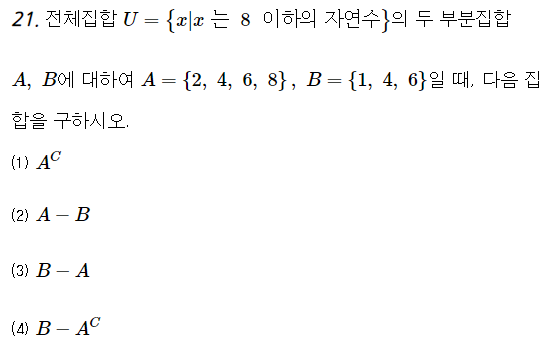 21. 전체집합 U = {x|x 는 8 이하의 자연수}의 두 부분집합
A, B에 대하여 A = {2, 4, 6, 8}, B = {1, 4, 6}일 때, 다음 집
합을 구하시오.
(1) A^C
(2) A − B
(3) B − A
(4) B − A^C